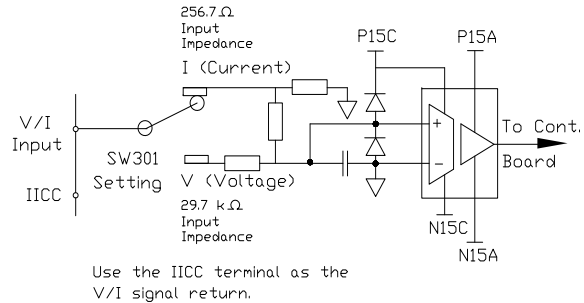 256.7Ω
Input
Impedance
I (Current)
P15C
P15A
V/I
Input
SW301
Setting
IICC
+
−
To Cont.
Board
V (Voltage)
29.7 kΩ
Input
Impedance
N15C
N15A
Use the IICC terminal as the
V/I signal return.